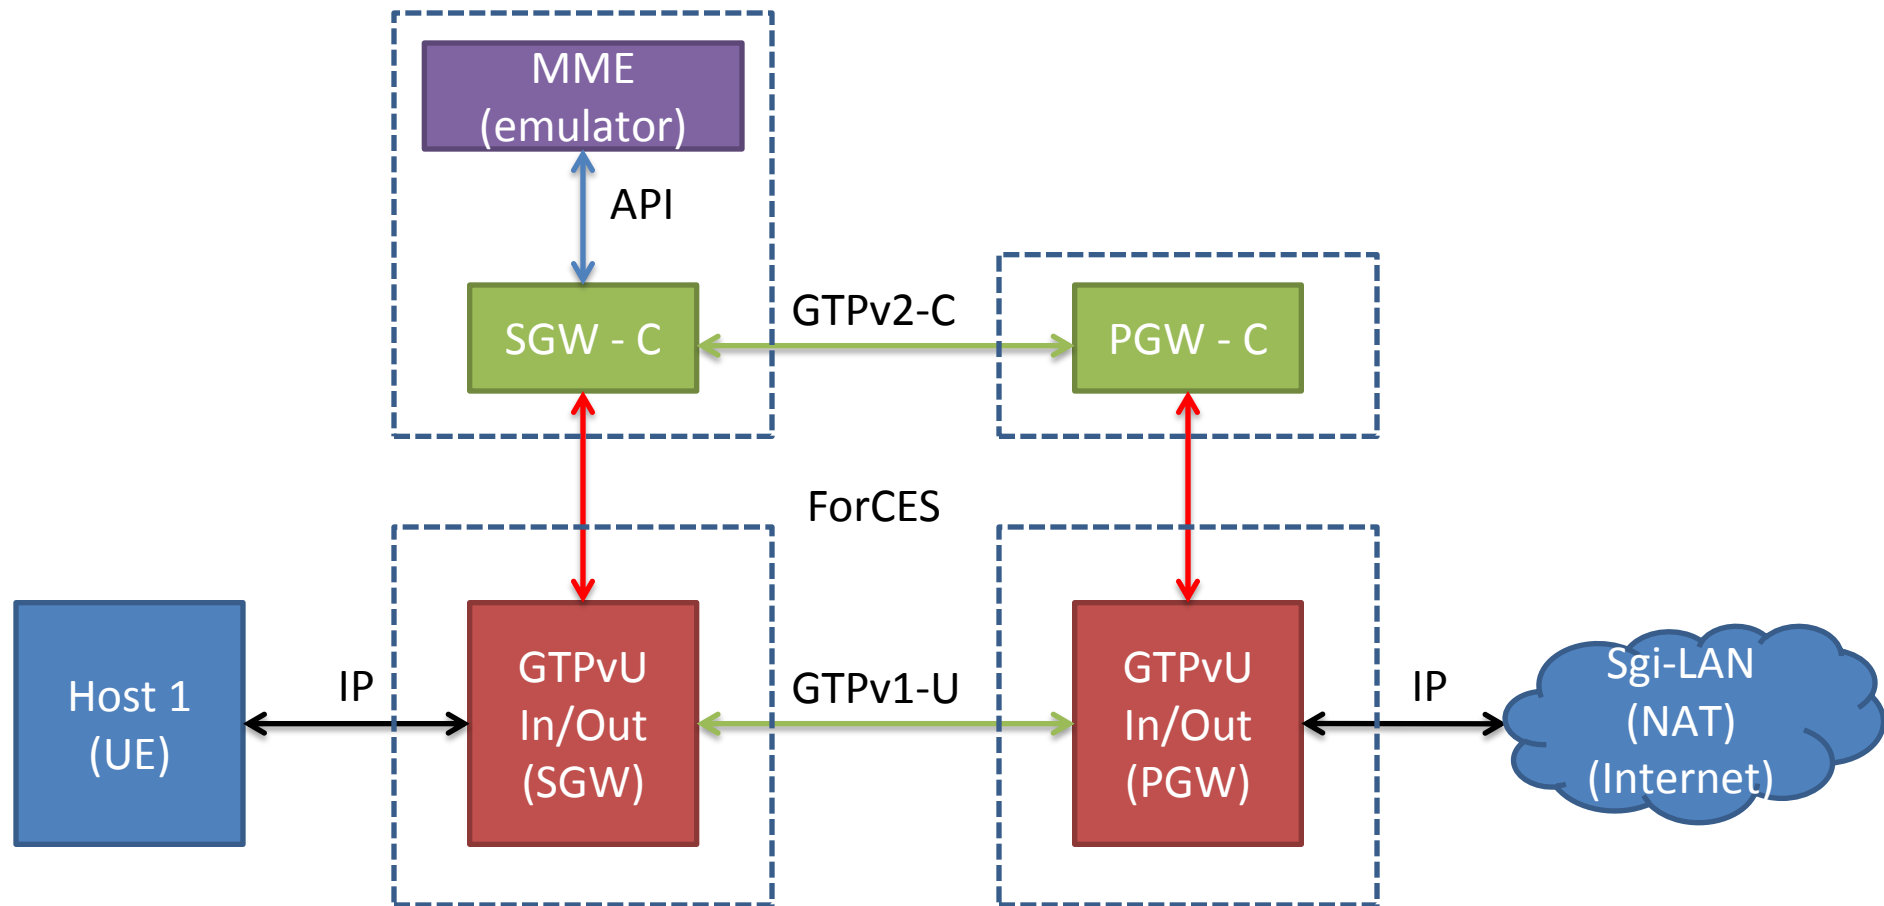 MME
(emulator)
API
SGW - C
GTPv2-C
PGW - C
ForCES
Host 1
(UE)
IP
GTPvU
In/Out
(SGW)
GTPv1-U
GTPvU
In/Out
(PGW)
IP
Sgi-LAN
(NAT)
(Internet)